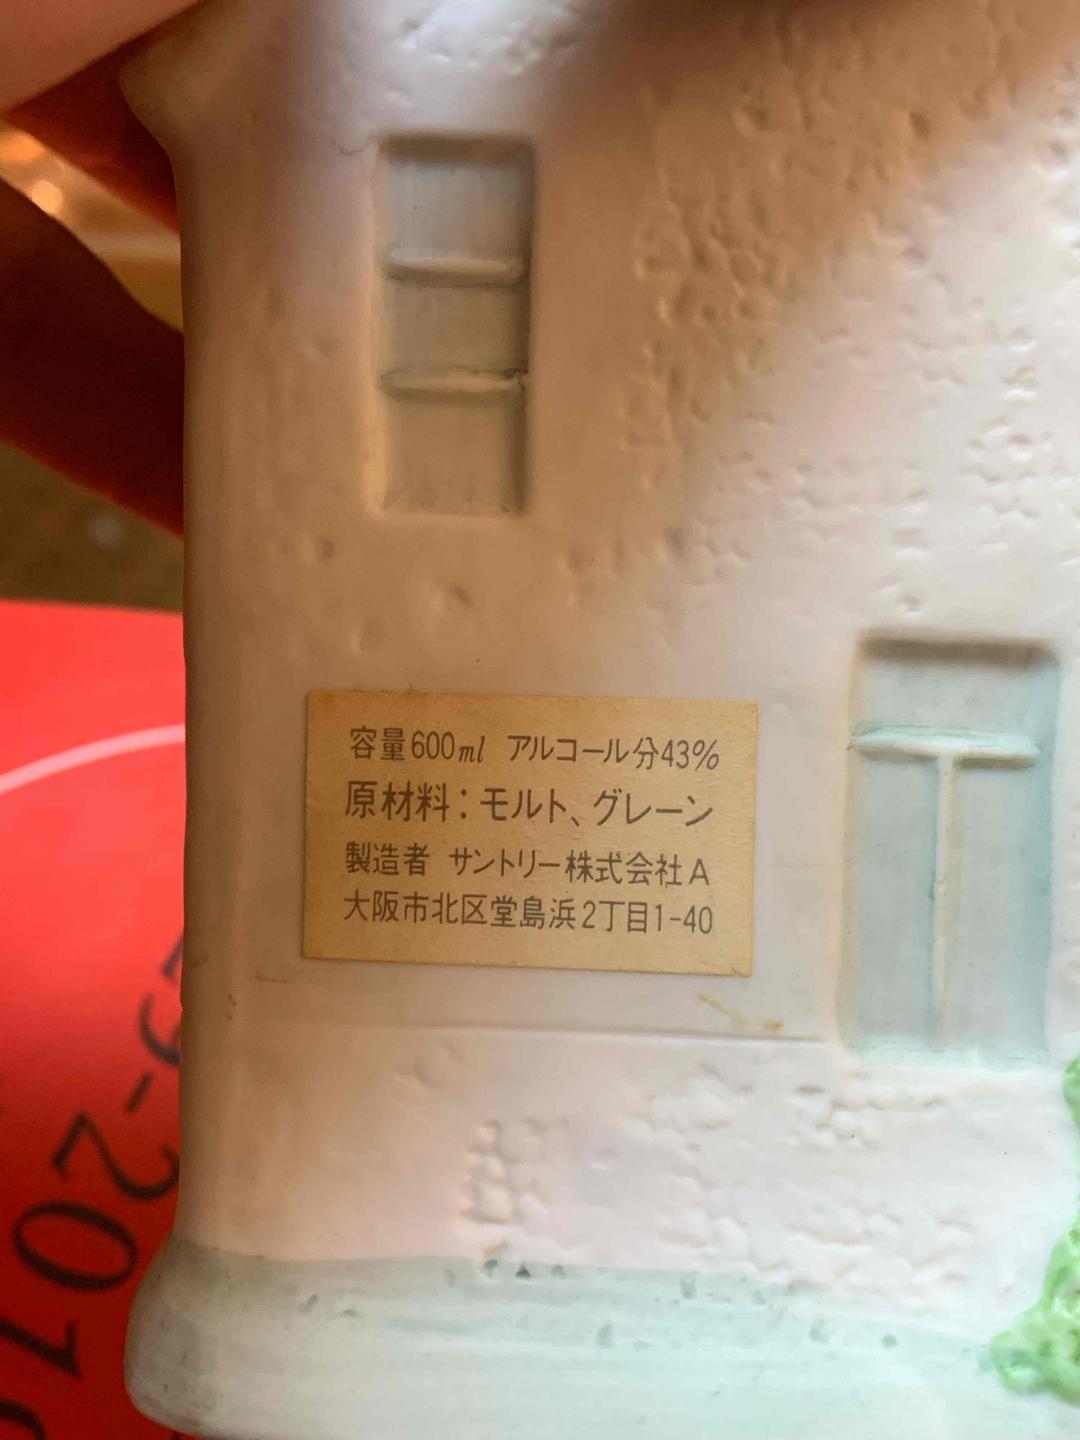 容量600ml アルコール分43%
原材料：モルト、グレーン
製造者 サントリー株式会社A
大阪市北区堂島浜2丁目1-40